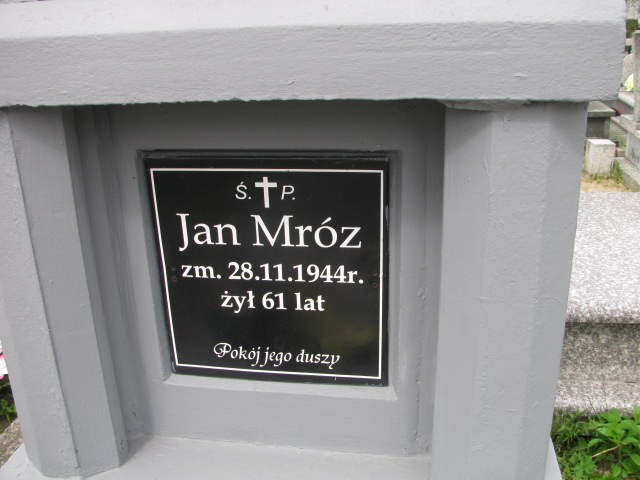 Ś. P.
Jan Mróz
zm. 28.11.1944r.
żył 61 lat
Pokój jego duszy